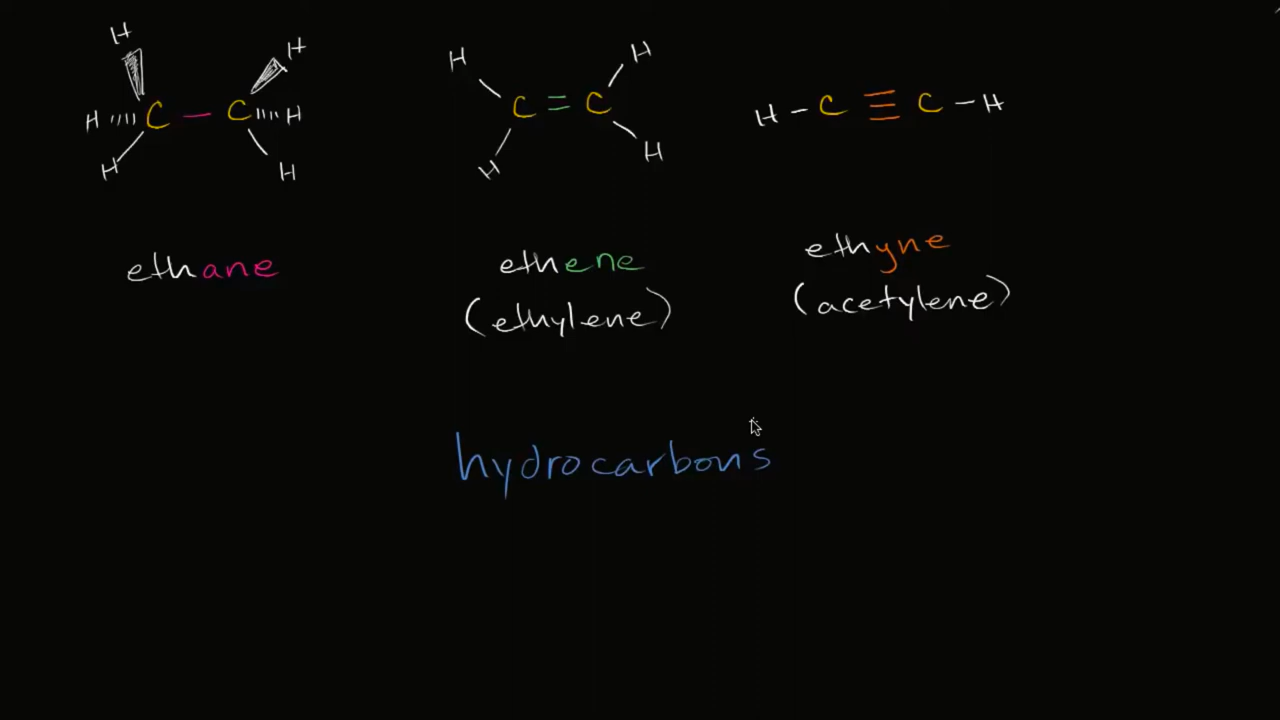 H H H H
H C C H H C = C H - C ≡ C - H
H H H H
ethane ethene ethyne
(ethylene) (acetylene)
hydrocarbons